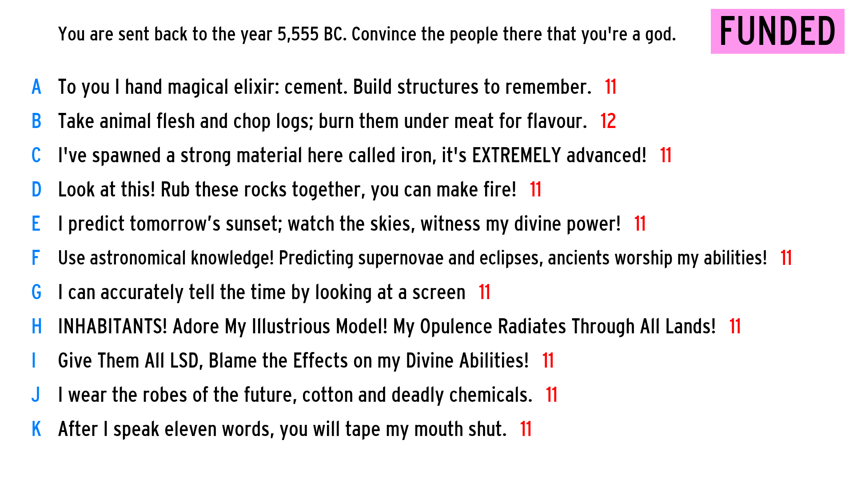 You are sent back to the year 5,555 BC. Convince the people there that you're a god.
FUNDED
A To you I hand magical elixir: cement. Build structures to remember. 11
B Take animal flesh and chop logs; burn them under meat for flavour. 12
C I've spawned a strong material here called iron, it's EXTREMELY advanced! 11
D Look at this! Rub these rocks together, you can make fire! 11
E I predict tomorrow’s sunset; watch the skies, witness my divine power! 11
F Use astronomical knowledge! Predicting supernovae and eclipses, ancients worship my abilities! 11
G I can accurately tell the time by looking at a screen 11
H INHABITANTS! Adore My Illustrious Model! My Opulence Radiates Through All Lands! 11
I Give Them All LSD, Blame the Effects on my Divine Abilities! 11
J I wear the robes of the future, cotton and deadly chemicals. 11
K After I speak eleven words, you will tape my mouth shut. 11